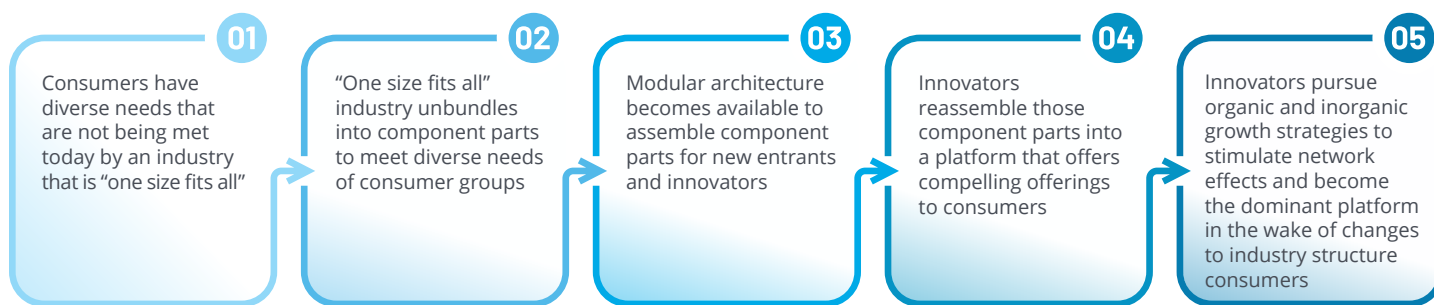 01
Consumers have
diverse needs that
are not being met
today by an industry
that is “one size fits all”
02
“One size fits all”
industry unbundles
into component parts
to meet diverse needs
of consumer groups
03
Modular architecture
becomes available to
assemble component
parts for new entrants
and innovators
04
Innovators
reassemble those
component parts into
a platform that offers
compelling offerings
to consumers
05
Innovators pursue
organic and inorganic
growth strategies to
stimulate network
effects and become
the dominant platform
in the wake of changes
to industry structure
consumers